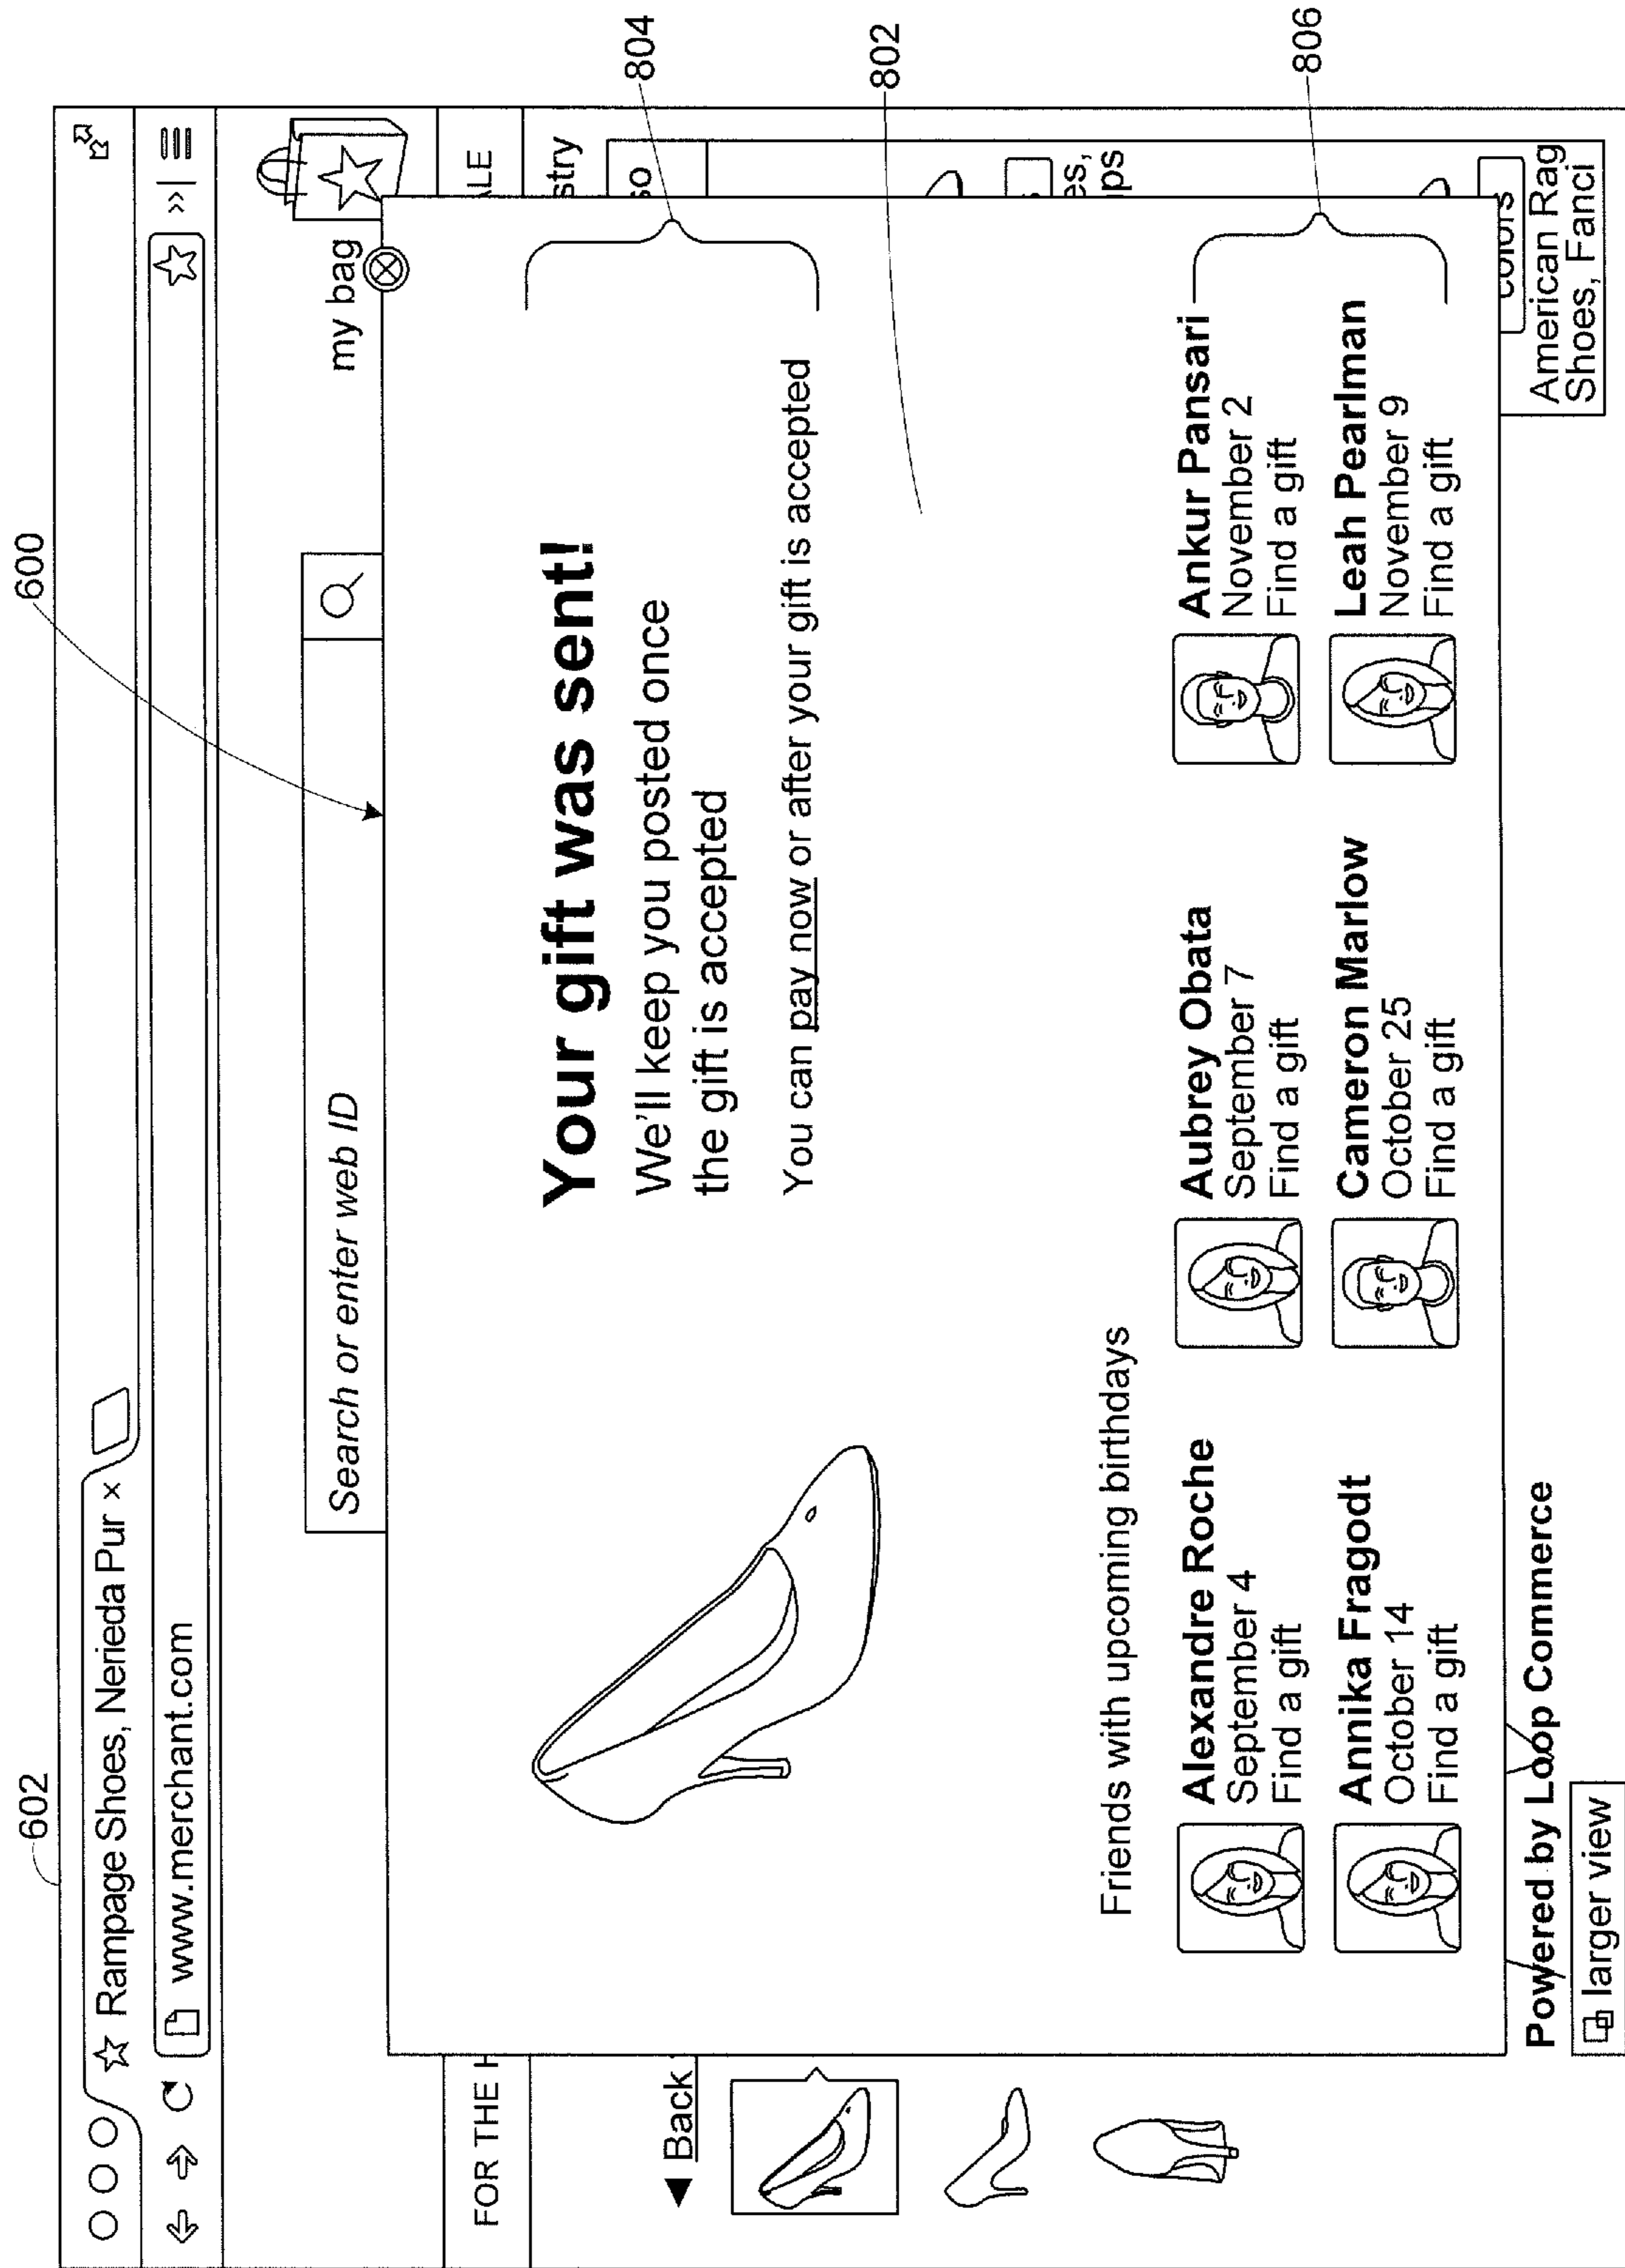 600
602
Rampage Shoes, Nerieda Pur ×
www.merchant.com
Search or enter web ID
my bag
FOR THE H
LE
stry
Back
so
804
Your gift was sent!
We'll keep you posted once
the gift is accepted
You can pay now or after your gift is accepted
802
es,
ps
Friends with upcoming birthdays
806
Alexandre Roche
September 4
Find a gift
Aubrey Obata
September 7
Find a gift
Ankur Pansari
November 2
Find a gift
Annika Fragodt
October 14
Find a gift
Cameron Marlow
October 25
Find a gift
Leah Pearlman
November 9
Find a gift
colors
American Rag
Shoes, Fanci
Powered by Loop Commerce
larger view